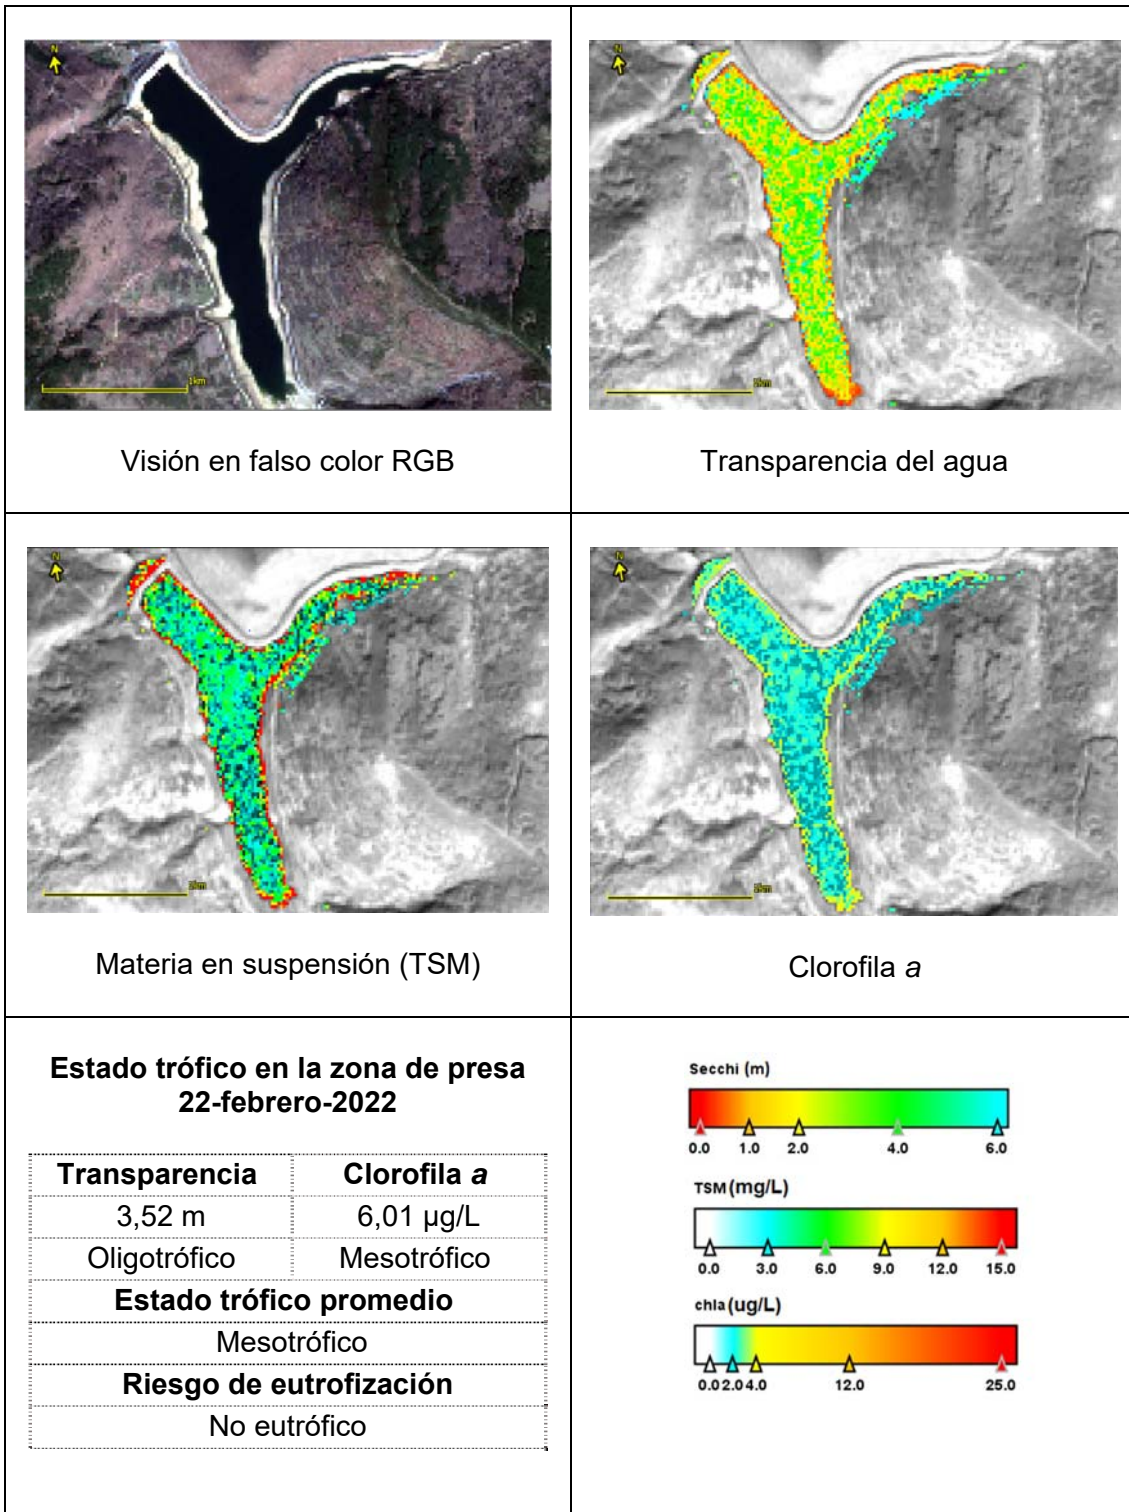 N
1km
N
1km
Visión en falso color RGB
Transparencia del agua
N
1km
N
1km
Materia en suspensión (TSM)
Clorofila a
Estado trófico en la zona de presa
22-febrero-2022
Transparencia Clorofila a
3,52 m 6,01 µg/L
Oligotrófico Mesotrófico
Estado trófico promedio
Mesotrófico
Riesgo de eutrofización
No eutrófico
Secchi (m)
0.0 1.0 2.0 4.0 6.0
TSM (mg/L)
0.0 3.0 6.0 9.0 12.0 15.0
chla (ug/L)
0.0 2.0 4.0 12.0 25.0